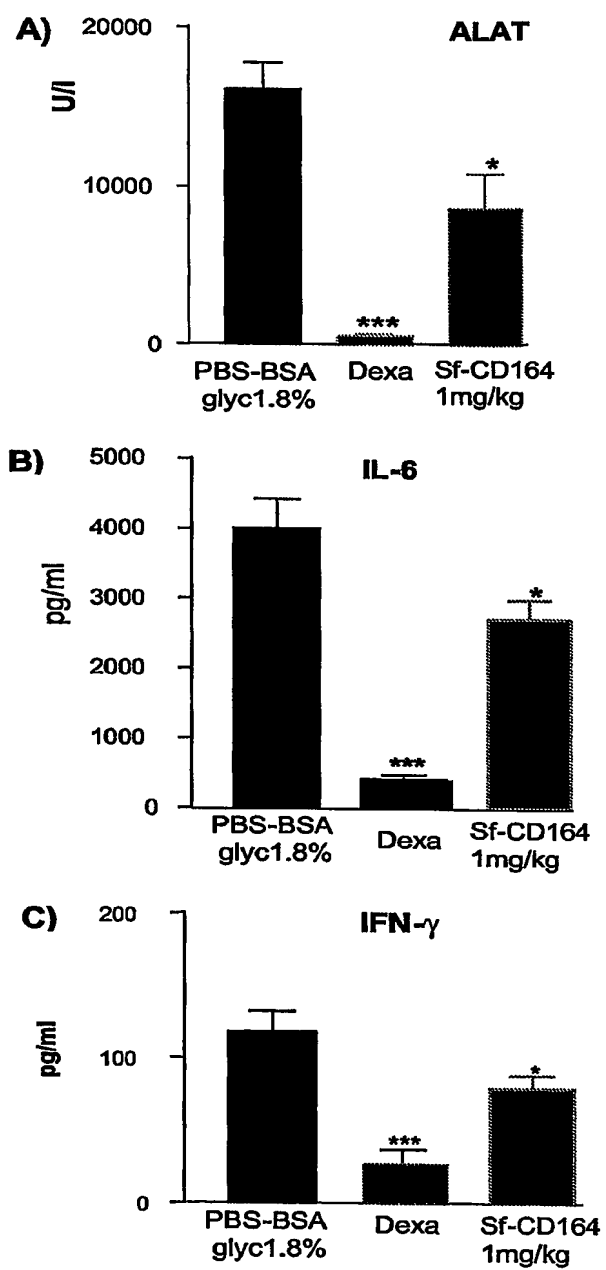 A)
ALAT
20000
U/l
10000
*
***
0
PBS-BSA
glyc1.8%
Dexa
Sf-CD164
1mg/kg
B)
IL-6
5000
4000
pg/ml
3000
*
2000
1000
***
0
PBS-BSA
glyc1.8%
Dexa
Sf-CD164
1mg/kg
C)
IFN-γ
200
pg/ml
100
*
***
0
PBS-BSA
glyc1.8%
Dexa
Sf-CD164
1mg/kg